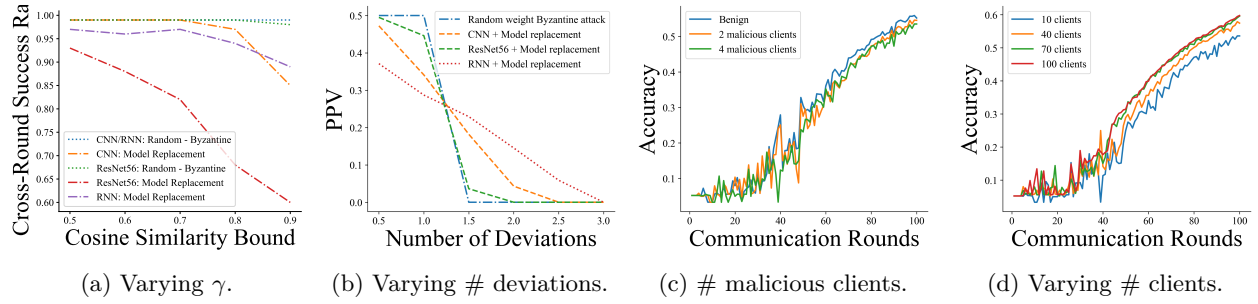 Cross-Round Success Ra
1.00
0.95
0.90
0.85
0.80
0.75
0.70
0.65
0.60
CNN/RNN: Random - Byzantine
CNN: Model Replacement
ResNet56: Random - Byzantine
ResNet56: Model Replacement
RNN: Model Replacement
0.5 0.6 0.7 0.8 0.9
Cosine Similarity Bound
(a) Varying γ.
PPV
0.5
0.4
0.3
0.2
0.1
0.0
Random weight Byzantine attack
CNN + Model replacement
ResNet56 + Model replacement
RNN + Model replacement
0.5 1.0 1.5 2.0 2.5 3.0
Number of Deviations
(b) Varying # deviations.
Accuracy
0.5
0.4
0.3
0.2
0.1
Benign
2 malicious clients
4 malicious clients
0 20 40 60 80 100
Communication Rounds
(c) # malicious clients.
Accuracy
0.6
0.5
0.4
0.3
0.2
0.1
10 clients
40 clients
70 clients
100 clients
0 20 40 60 80 100
Communication Rounds
(d) Varying # clients.